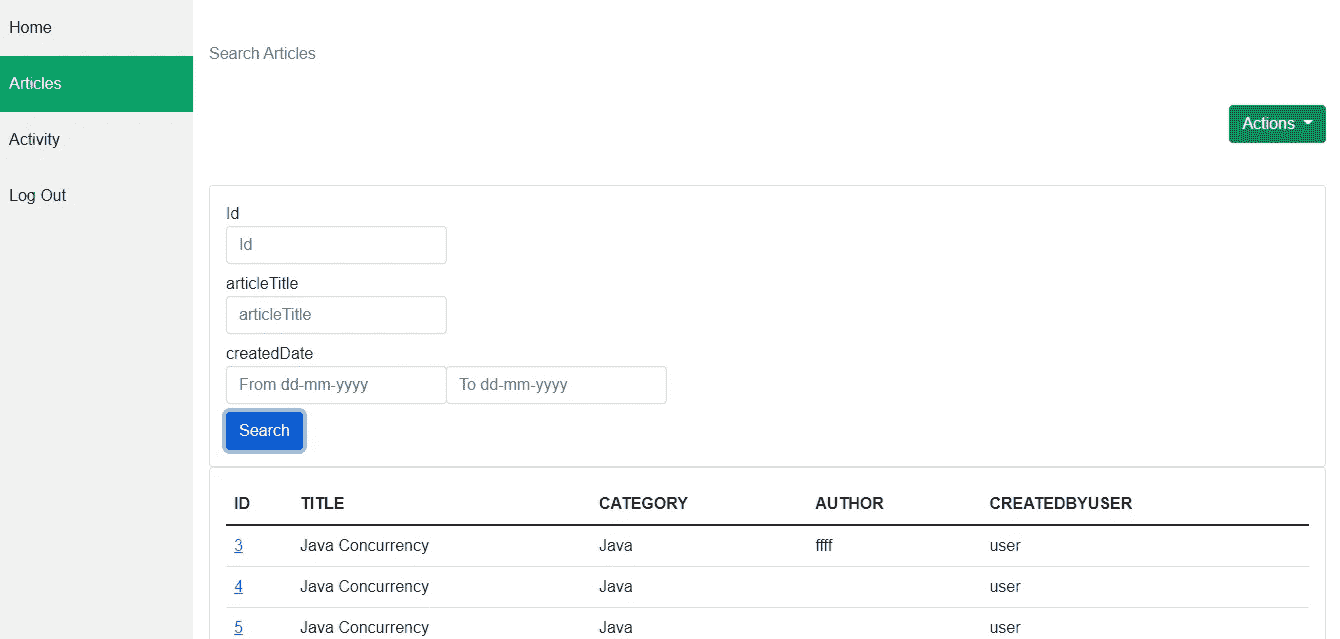 Home
Search Articles
Articles
Actions
Activity
Log Out
Id
Id
articleTitle
articleTitle
createdDate
From dd-mm-yyyy To dd-mm-yyyy
Search
ID TITLE CATEGORY AUTHOR CREATEDBYUSER
3 Java Concurrency Java ffff user
4 Java Concurrency Java user
5 Java Concurrency Java user